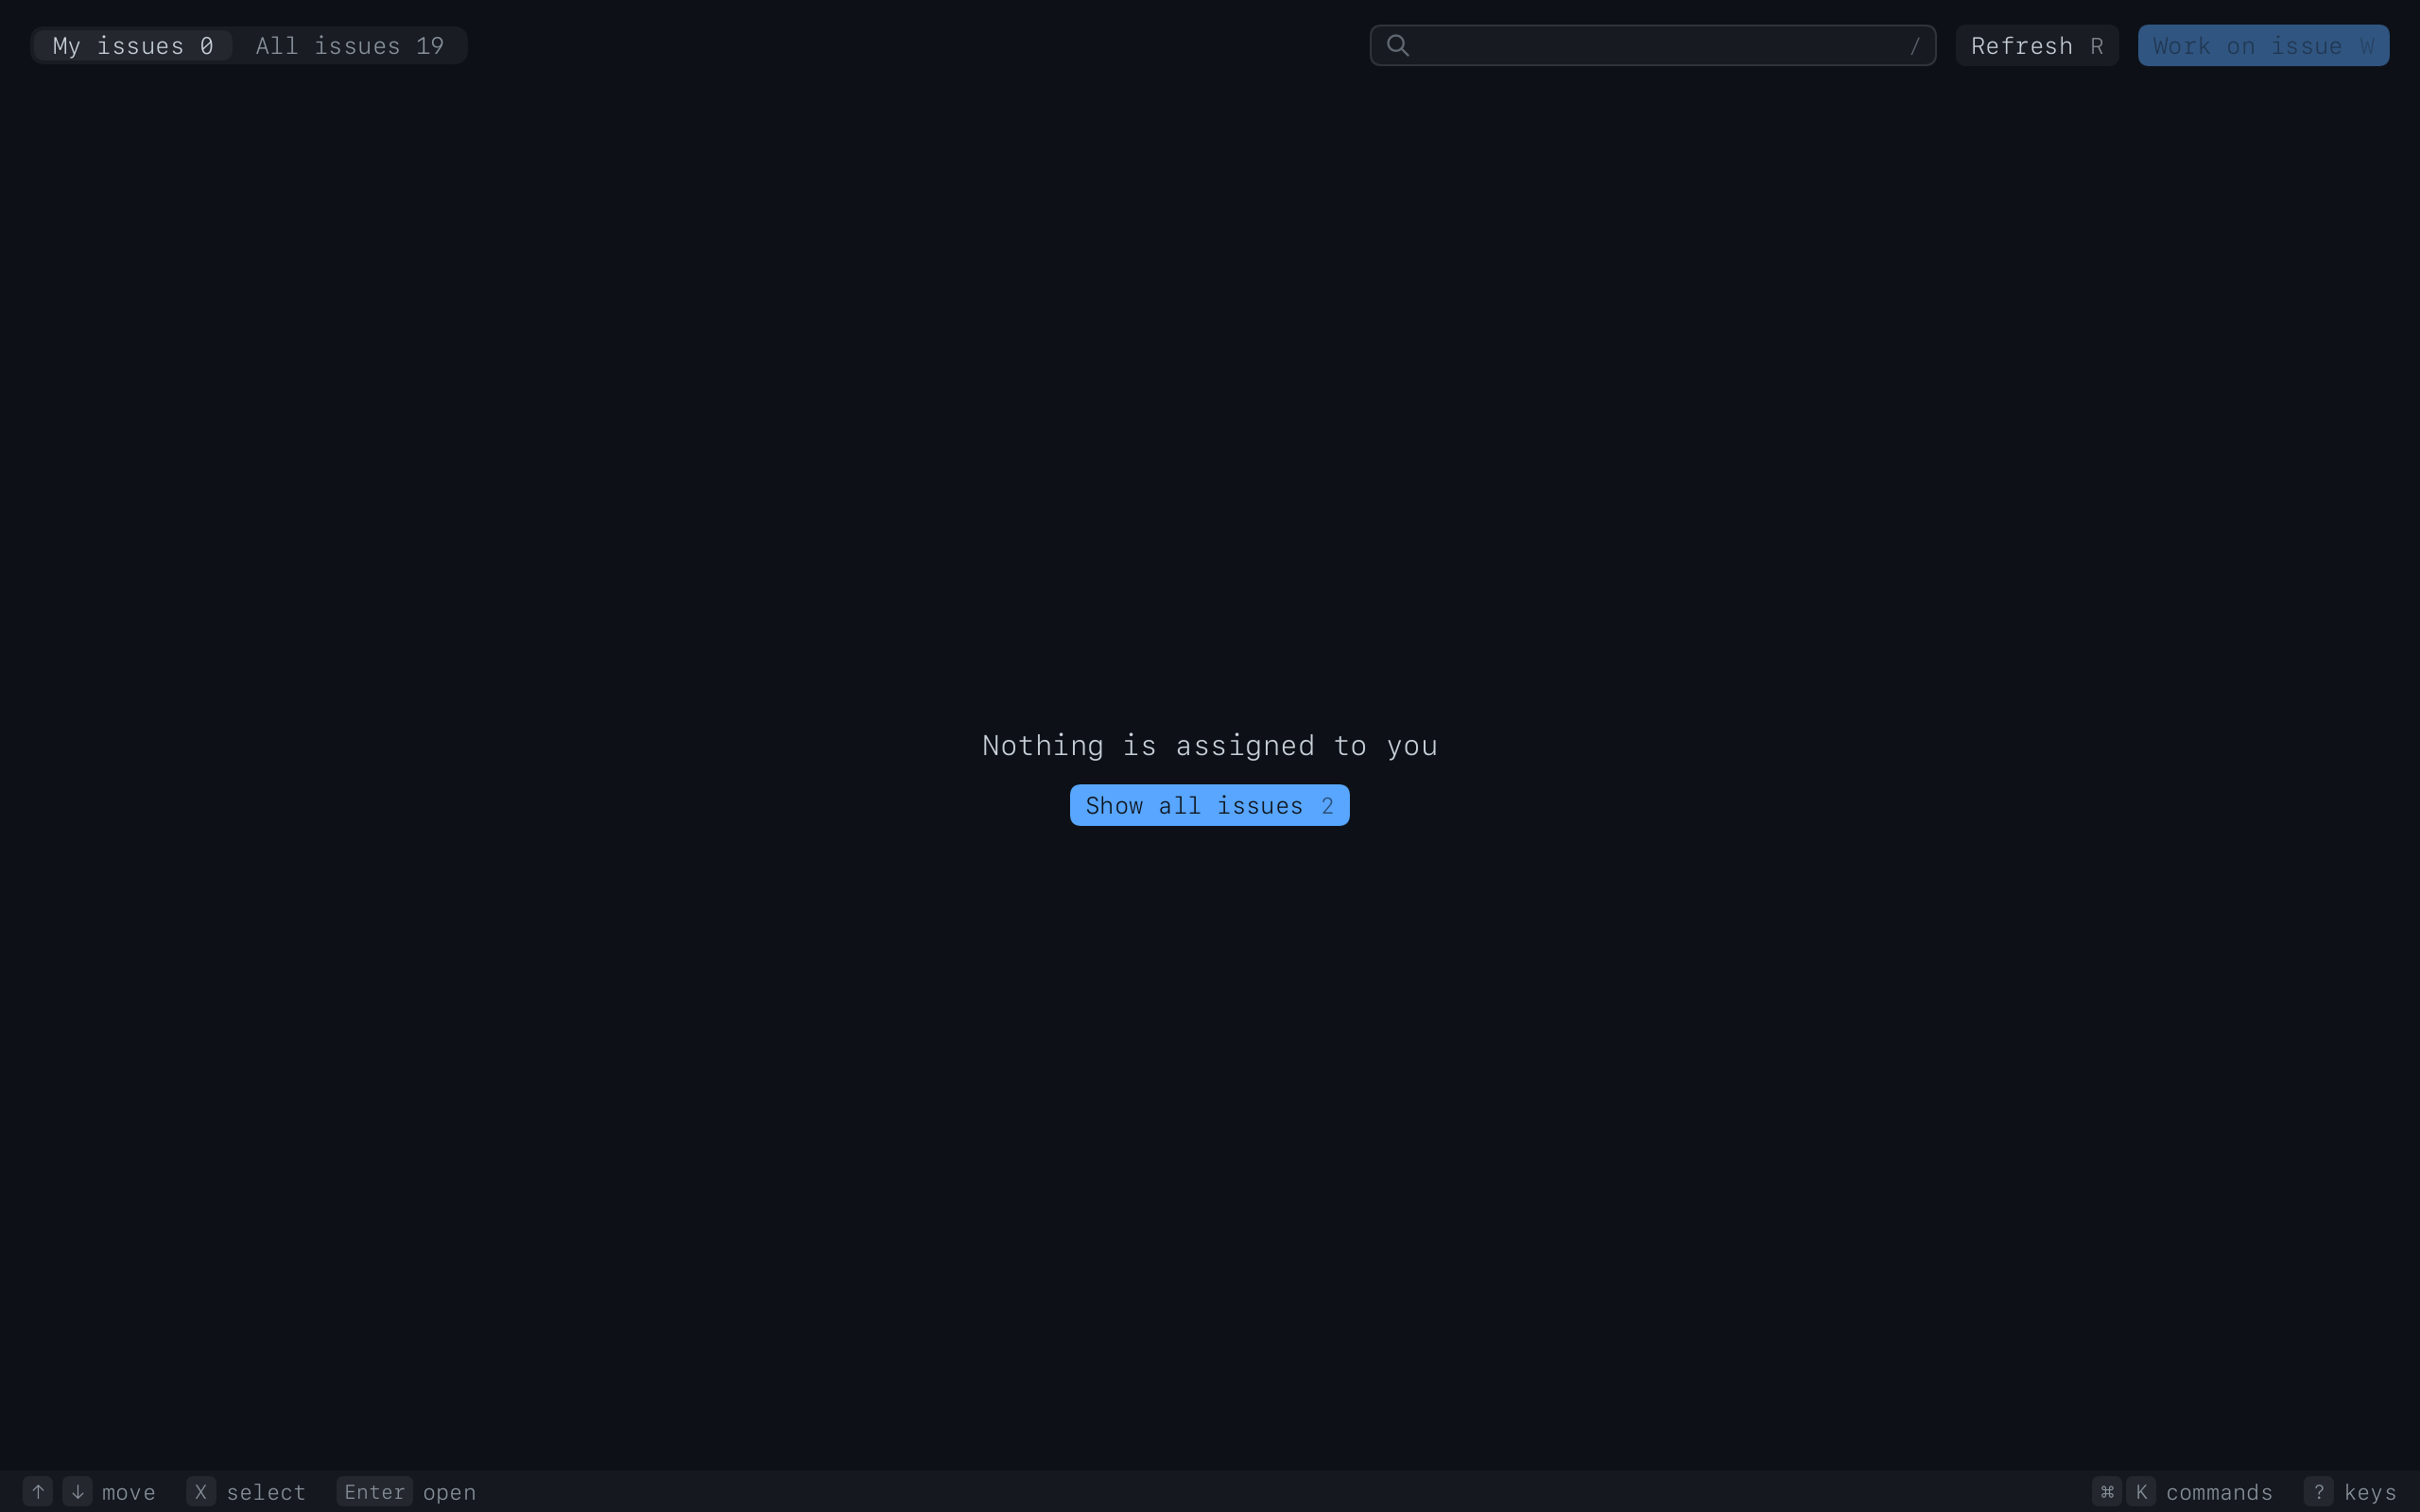 My issues 0 All issues 19 / Refresh R Work on issue W
Nothing is assigned to you
Show all issues 2
↑ ↓ move X select Enter open ⌘ K commands ? keys